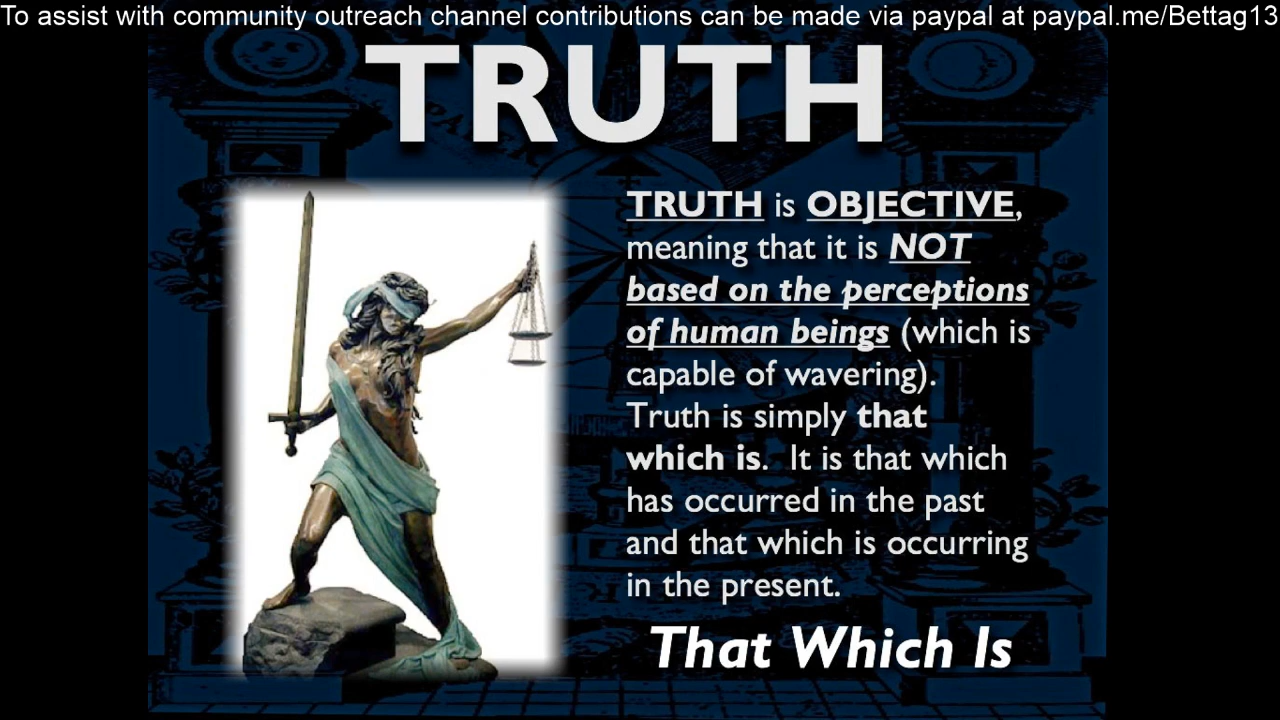 To assist with community outreach channel contributions can be made via paypal at paypal.me/Bettag13
TRUTH
TRUTH is OBJECTIVE,
meaning that it is NOT
based on the perceptions
of human beings (which is
capable of wavering).
Truth is simply that
which is. It is that which
has occurred in the past
and that which is occurring
in the present.
That Which Is